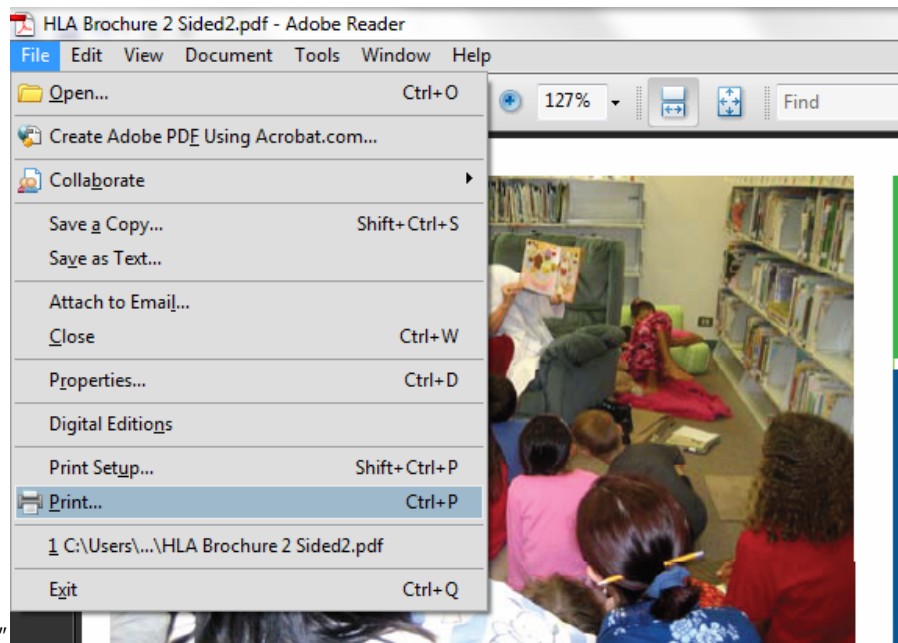 HLA Brochure 2 Sided2.pdf - Adobe Reader
File Edit View Document Tools Window Help
127% Find
Open... Ctrl+O
Create Adobe PDF Using Acrobat.com...
Collaborate
Save a Copy... Shift+Ctrl+S
Save as Text...
Attach to Email...
Close Ctrl+W
Properties... Ctrl+D
Digital Editions
Print Setup... Shift+Ctrl+P
Print... Ctrl+P
1 C:\Users\...\HLA Brochure 2 Sided2.pdf
Exit Ctrl+Q
"